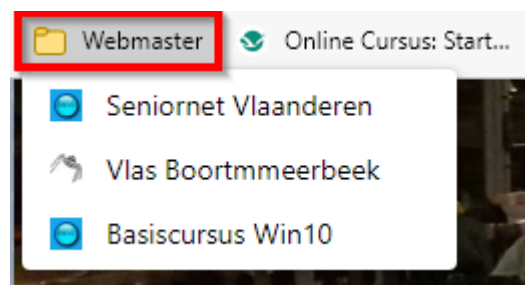 Webmaster Online Cursus: Start...
Seniornet Vlaanderen
Vlas Boortmmeerbeek
Basiscursus Win10